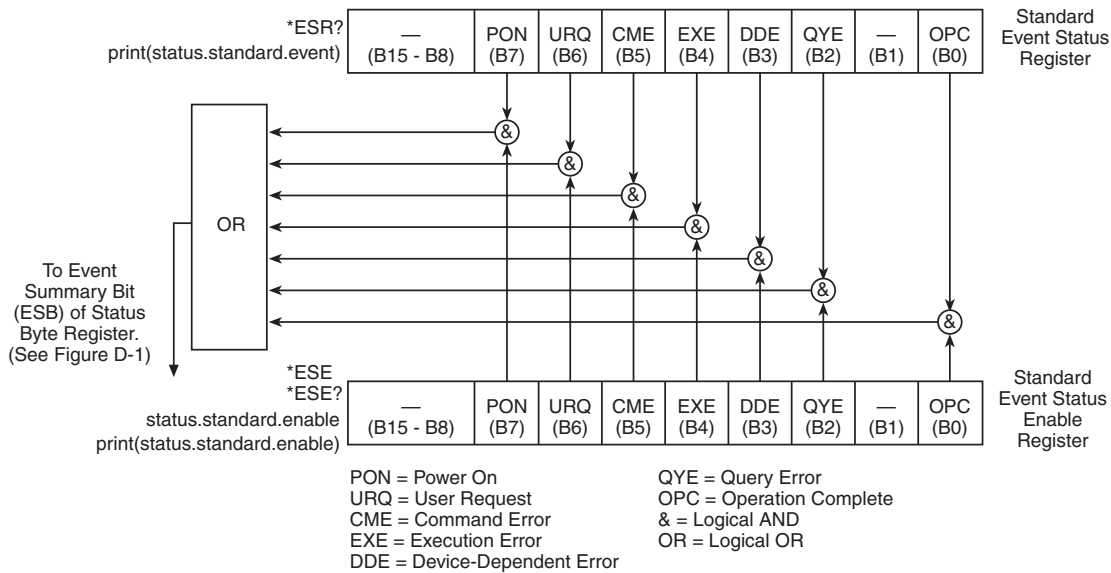 *ESR?
print(status.standard.event)
— PON URQ CME EXE DDE QYE — OPC
(B15 - B8) (B7) (B6) (B5) (B4) (B3) (B2) (B1) (B0)
Standard
Event Status
Register
&
&
&
OR
&
&
&
&
To Event
Summary Bit
(ESB) of Status
Byte Register.
(See Figure D-1)
*ESE
*ESE?
status.standard.enable
print(status.standard.enable)
— PON URQ CME EXE DDE QYE — OPC
(B15 - B8) (B7) (B6) (B5) (B4) (B3) (B2) (B1) (B0)
Standard
Event Status
Enable
Register
PON = Power On
URQ = User Request
CME = Command Error
EXE = Execution Error
DDE = Device-Dependent Error
QYE = Query Error
OPC = Operation Complete
& = Logical AND
OR = Logical OR